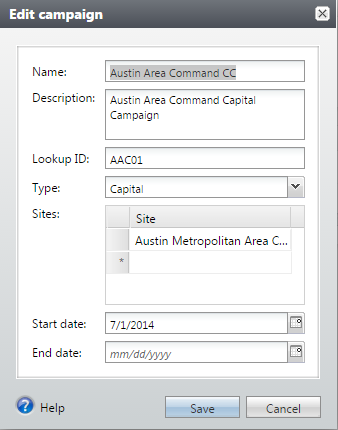 Edit campaign
Name: Austin Area Command CC
Description: Austin Area Command Capital
Campaign
Lookup ID: AAC01
Type: Capital
Sites: Site
Austin Metropolitan Area C...
*
Start date: 7/1/2014
End date: mm/dd/yyyy
? Help Save Cancel